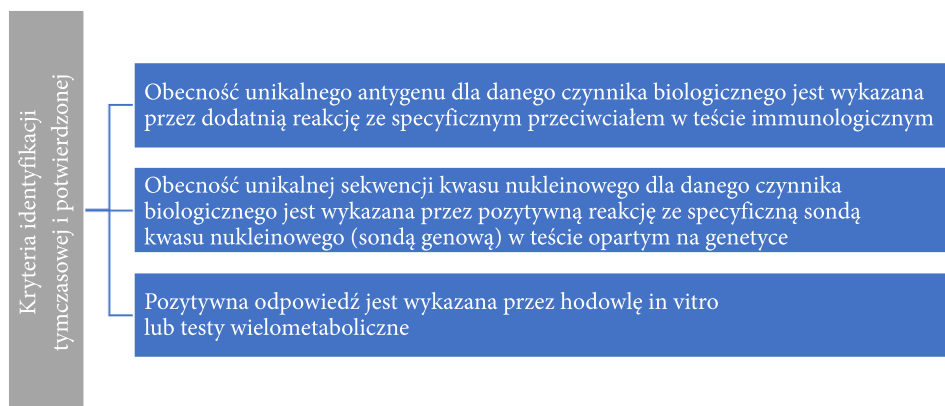 Kryteria identyfikacji
tymczasowej i potwierdzonej
Obecność unikalnego antygenu dla danego czynnika biologicznego jest wykazana
przez dodatnią reakcję ze specyficznym przeciwciałem w teście immunologicznym
Obecność unikalnej sekwencji kwasu nukleinowego dla danego czynnika
biologicznego jest wykazana przez pozytywną reakcję ze specyficzną sondą
kwasu nukleinowego (sondą genową) w teście opartym na genetyce
Pozytywna odpowiedź jest wykazana przez hodowlę in vitro
lub testy wielometaboliczne